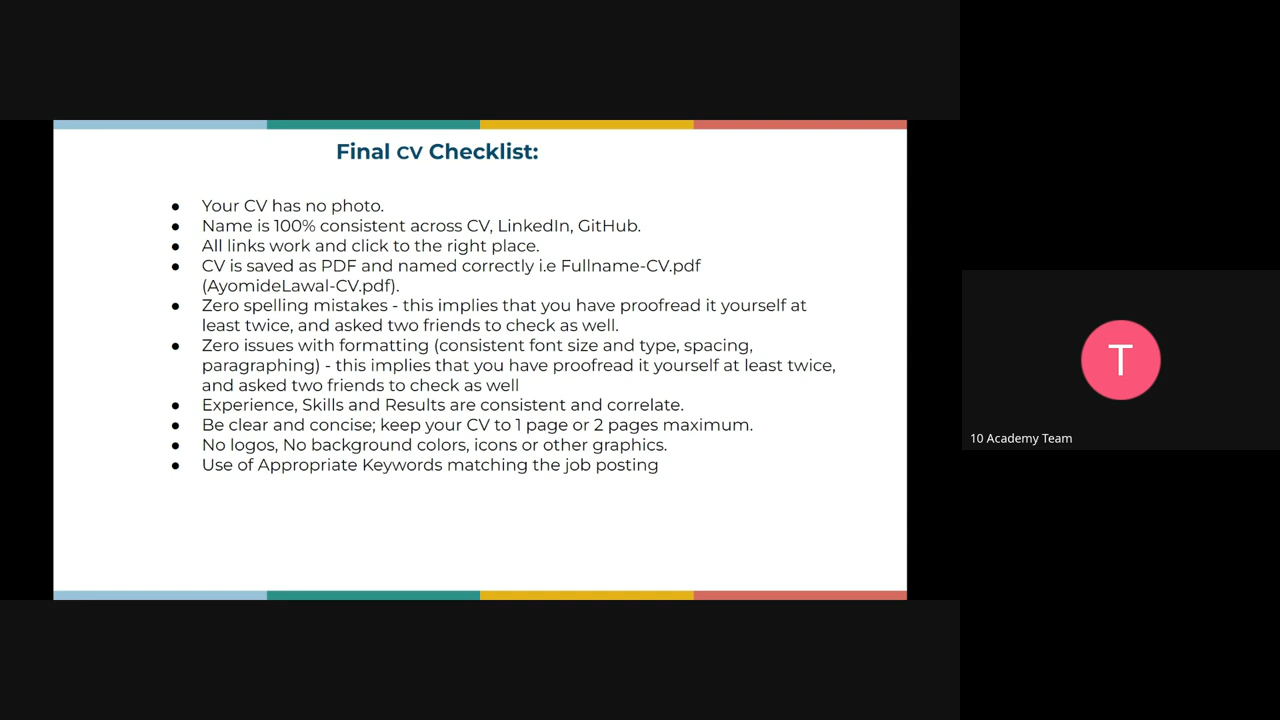 Final CV Checklist:
● Your CV has no photo.
● Name is 100% consistent across CV, LinkedIn, GitHub.
● All links work and click to the right place.
● CV is saved as PDF and named correctly i.e Fullname-CV.pdf
(AyomideLawal-CV.pdf).
● Zero spelling mistakes - this implies that you have proofread it yourself at
least twice, and asked two friends to check as well.
● Zero issues with formatting (consistent font size and type, spacing,
paragraphing) - this implies that you have proofread it yourself at least twice,
and asked two friends to check as well
● Experience, Skills and Results are consistent and correlate.
● Be clear and concise; keep your CV to 1 page or 2 pages maximum.
● No logos, No background colors, icons or other graphics.
● Use of Appropriate Keywords matching the job posting
T
10 Academy Team